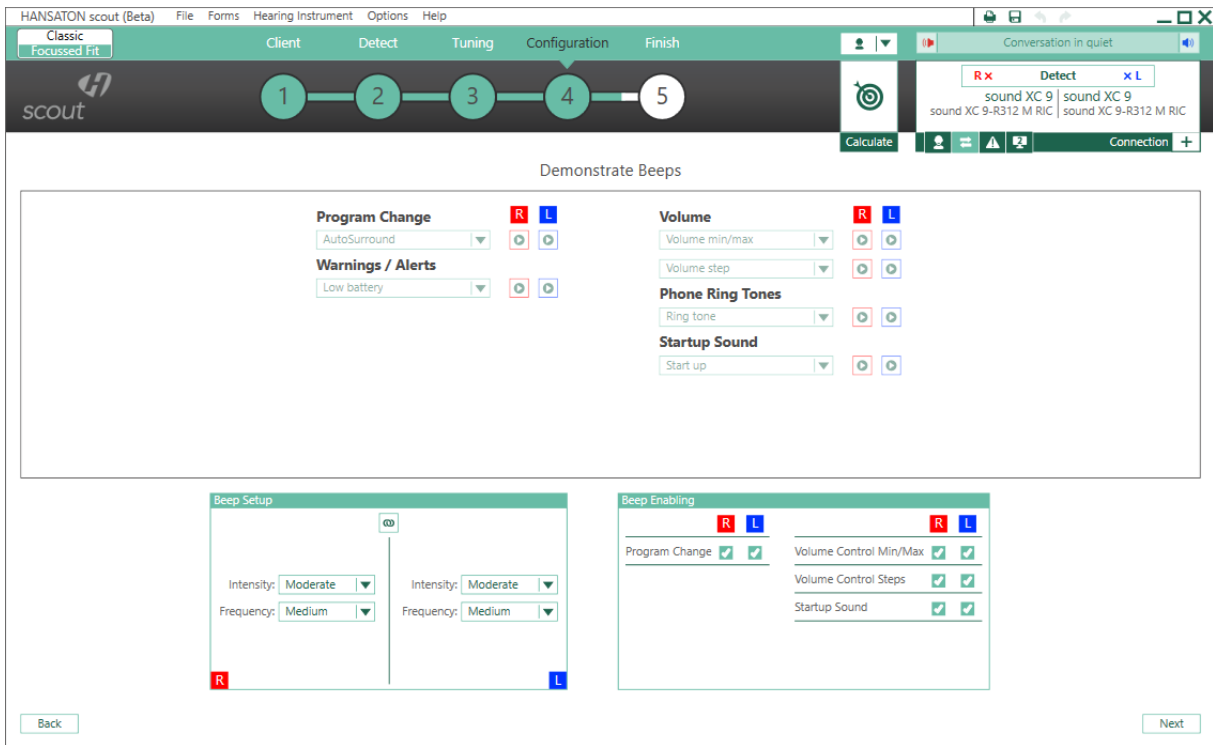 HANSATON scout (Beta) File Forms Hearing Instrument Options Help
Classic
Focussed Fit
Client Detect Tuning Configuration Finish
Conversation in quiet
scout
1 2 3 4 5
R Detect L
sound XC 9 sound XC 9
sound XC 9-R312 M RIC sound XC 9-R312 M RIC
Calculate
2 Connection +
Demonstrate Beeps
Program Change R L
AutoSurround
Warnings / Alerts
Low battery
Volume R L
Volume min/max
Volume step
Phone Ring Tones
Ring tone
Startup Sound
Start up
Beep Setup
Intensity: Moderate Intensity: Moderate
Frequency: Medium Frequency: Medium
R L
Beep Enabling
R L R L
Program Change Volume Control Min/Max
Volume Control Steps
Startup Sound
Back Next